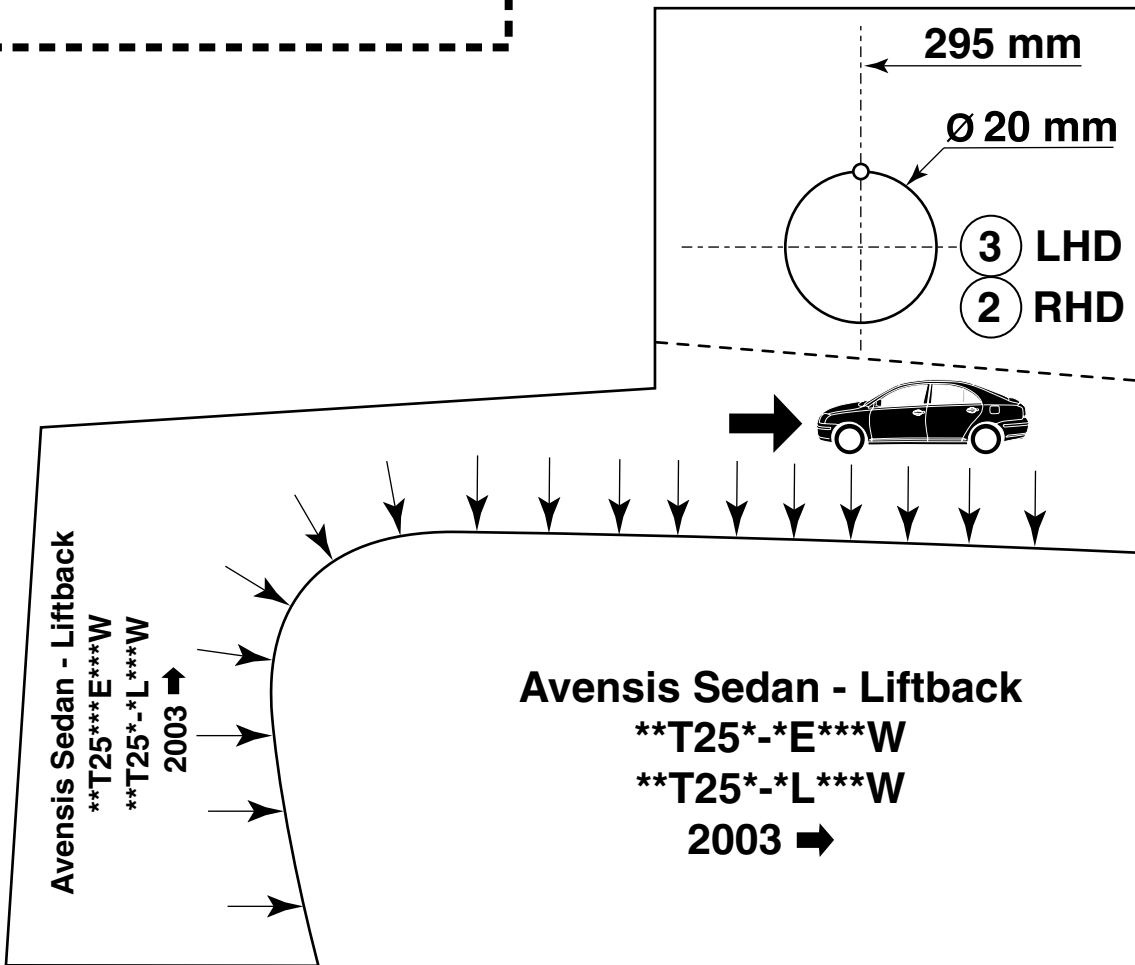 295 mm
Ø 20 mm
3 LHD
2 RHD
Avensis Sedan - Liftback
**T25***E***W
**T25*-*L***W
2003 ➡
Avensis Sedan - Liftback
**T25*-*E***W
**T25*-*L***W
2003 ➡